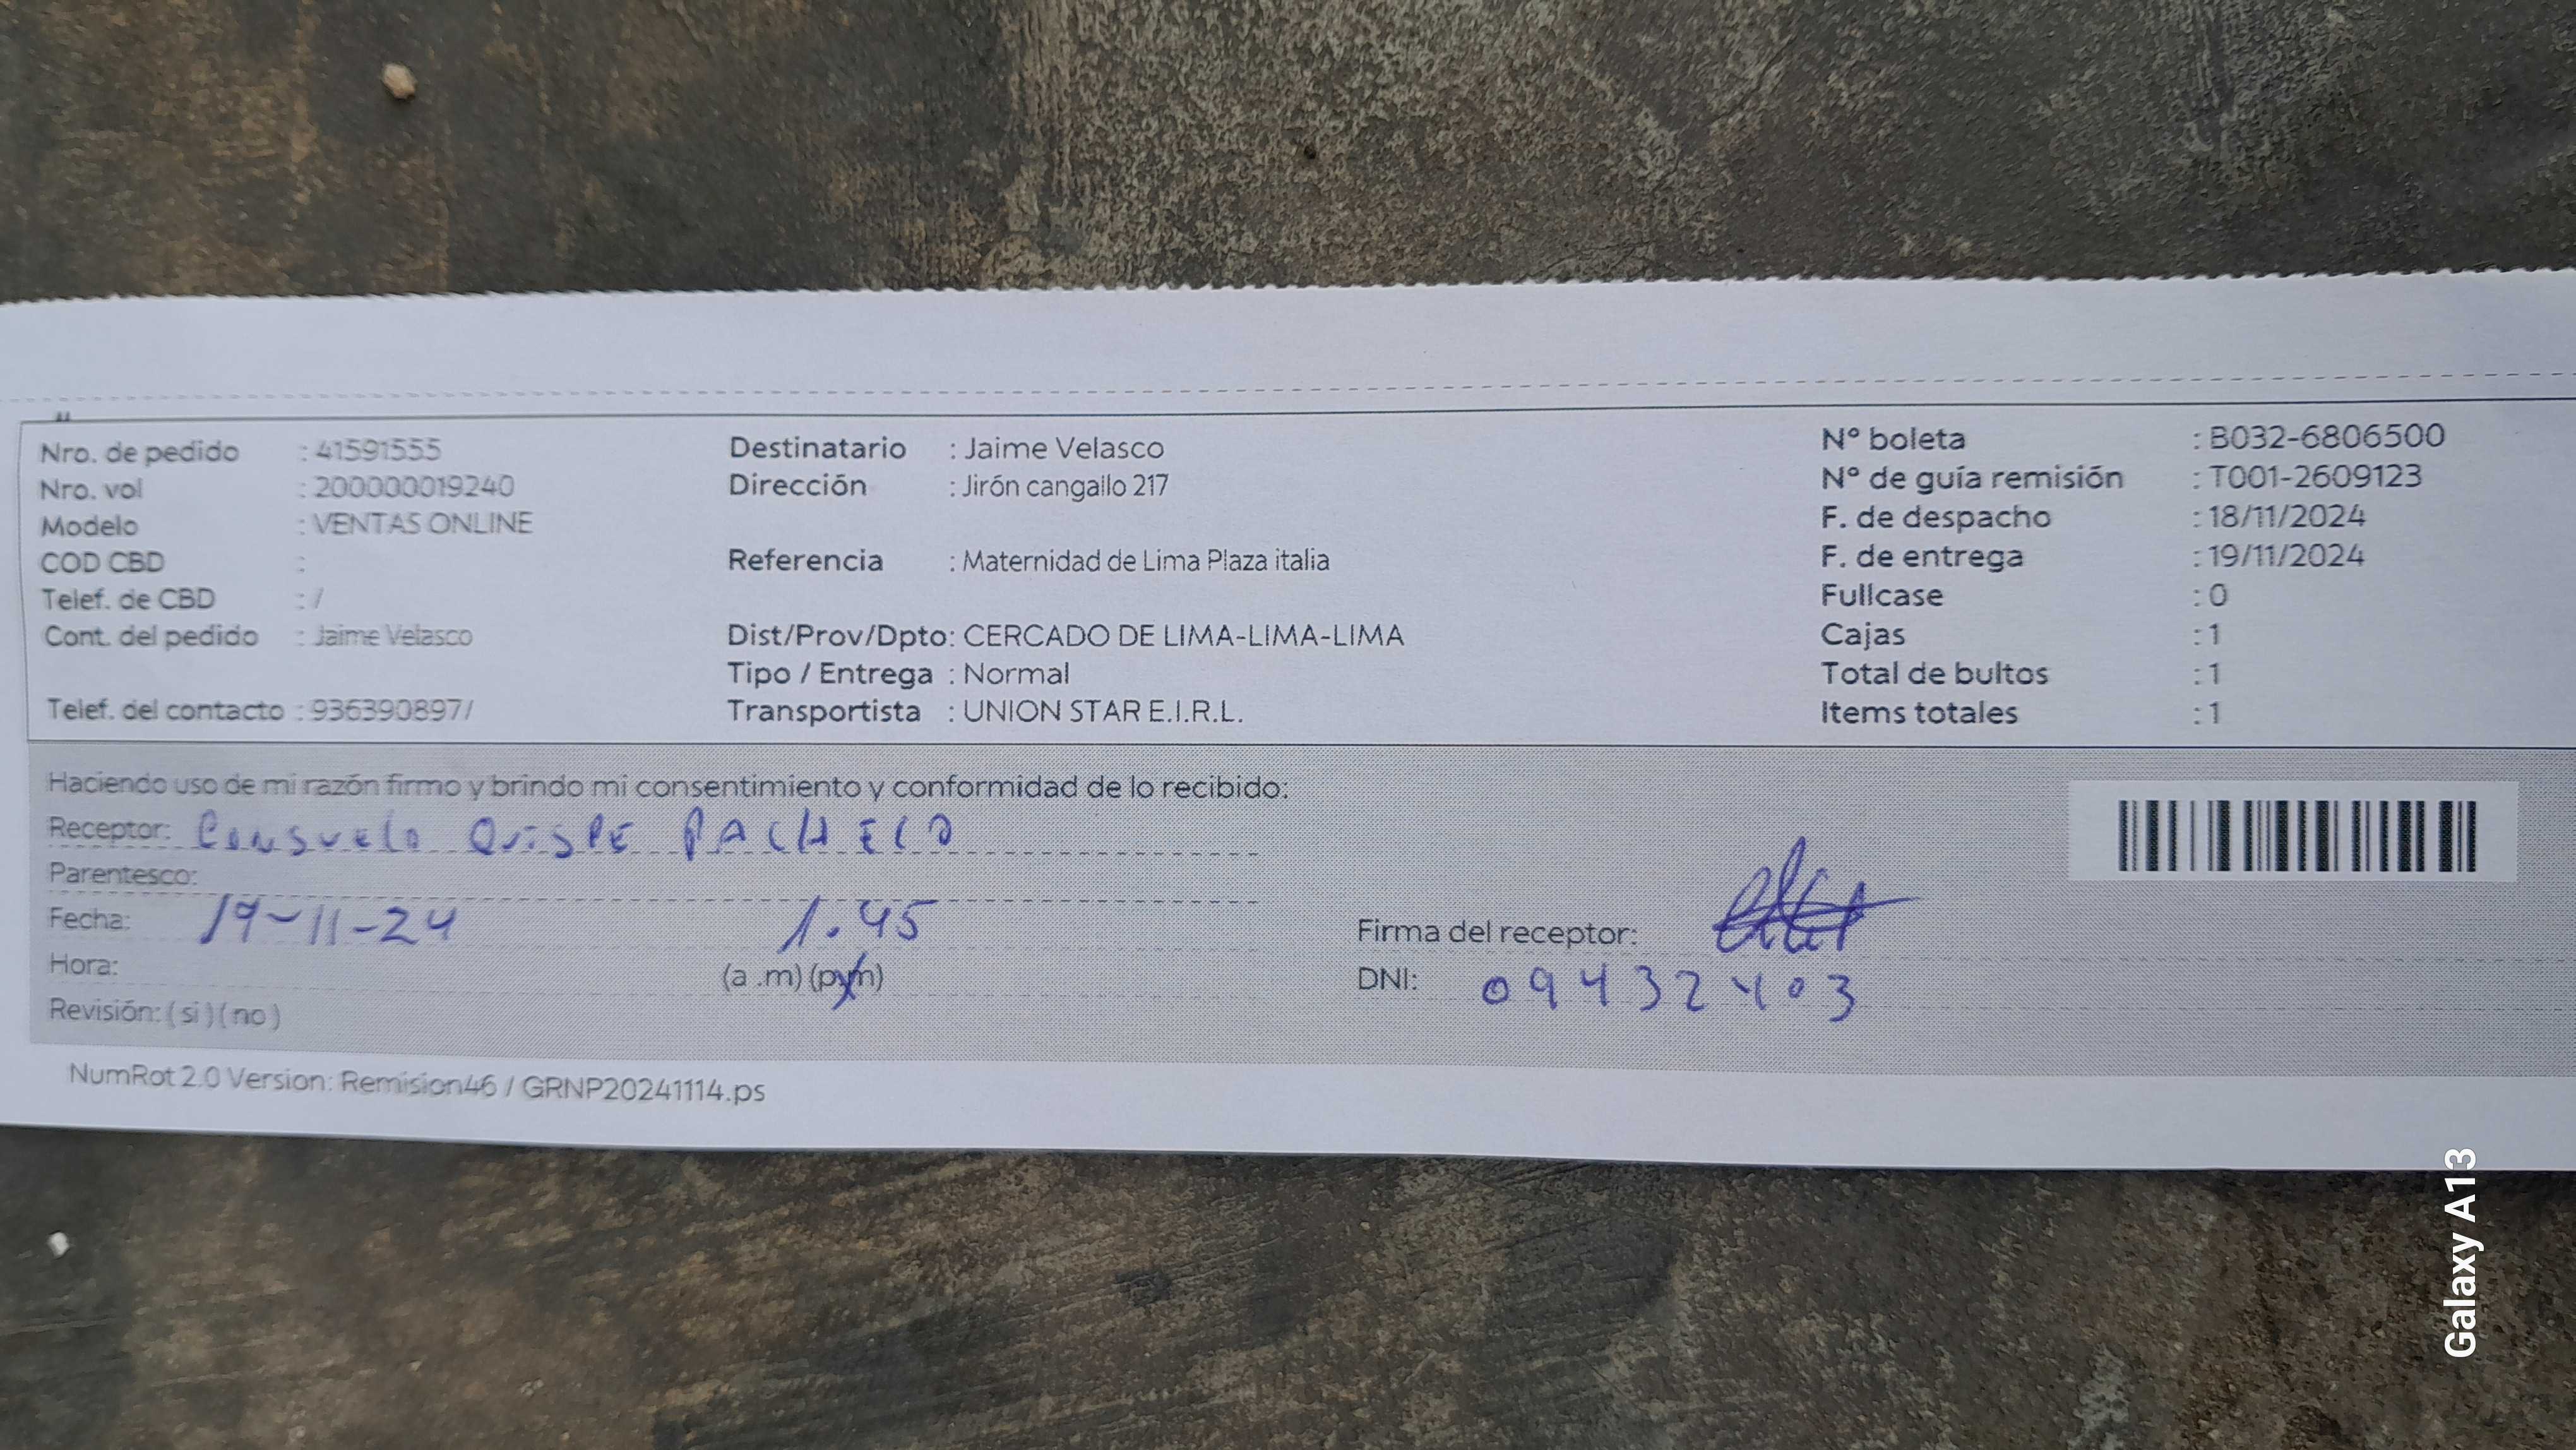 Nro. de pedido : 41591555
Nro. vol : 200000019240
Modelo : VENTAS ONLINE
COD CBD :
Telef. de CBD : /
Cont. del pedido : Jaime Velasco
Telef. del contacto : 936390897/
Destinatario : Jaime Velasco
Dirección : Jirón cangallo 217
Referencia : Maternidad de Lima Plaza italia
Dist/Prov/Dpto: CERCADO DE LIMA-LIMA-LIMA
Tipo / Entrega : Normal
Transportista : UNION STAR E.I.R.L.
Nº boleta : B032-6806500
Nº de guía remisión : T001-2609123
F. de despacho : 18/11/2024
F. de entrega : 19/11/2024
Fullcase : 0
Cajas : 1
Total de bultos : 1
Items totales : 1
Haciendo uso de mi razón firmo y brindo mi consentimiento y conformidad de lo recibido:
Receptor: Consuelo QuisPE PACHECO
Parentesco:
Fecha: 19-11-24 1.45
Hora: (a .m) (p.m)
Revisión: ( si ) ( no )
Firma del receptor:
DNI: 09432403
NumRot 2.0 Version: Remision46 / GRNP20241114.ps
Galaxy A13